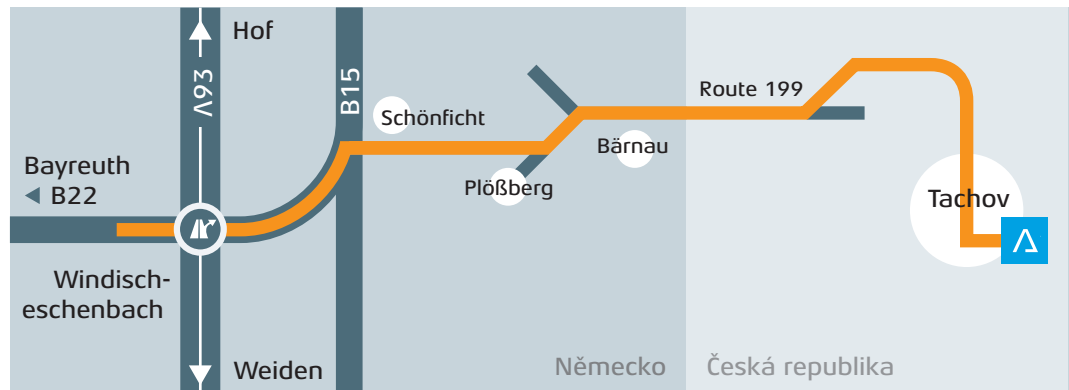 Hof
A93
B15
Schönficht
Route 199
Bärnau
Plößberg
Bayreuth
B22
Tachov
Windisch-
eschenbach
Weiden
Německo
Česká republika